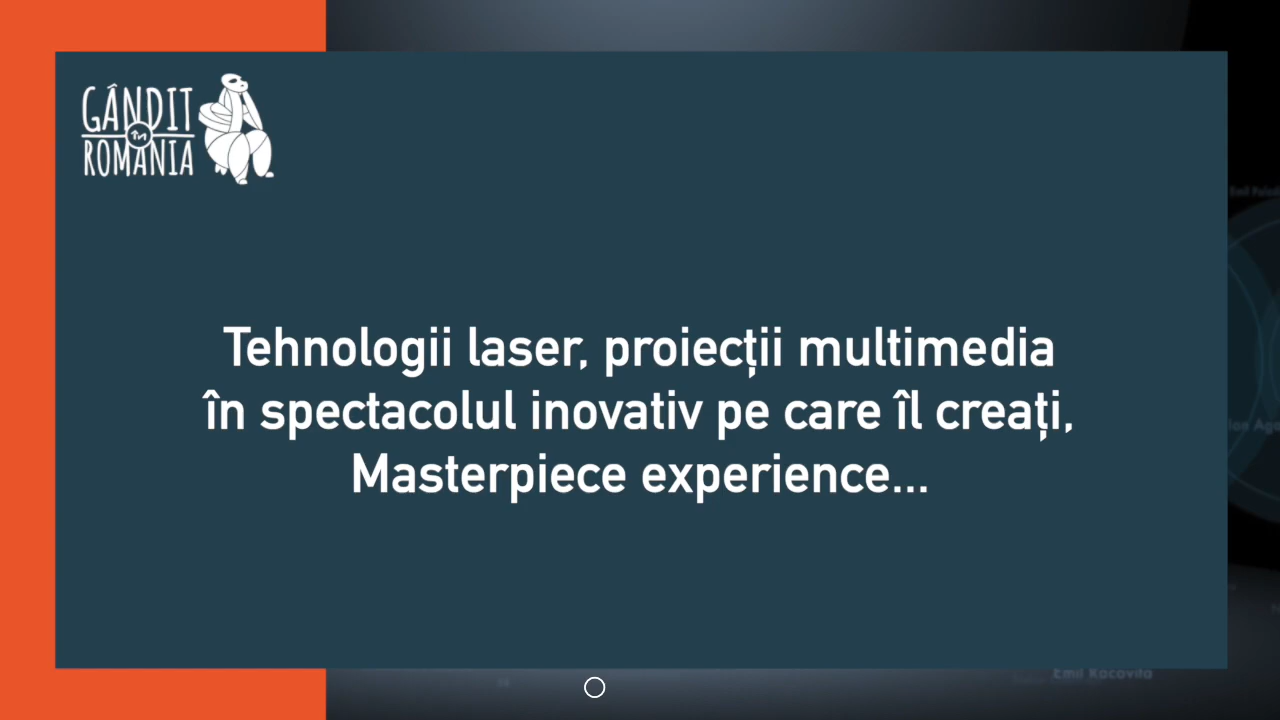 GÂNDIT
în
ROMÂNIA
Tehnologii laser, proiecții multimedia
în spectacolul inovativ pe care îl creați,
Masterpiece experience...
Emil Racoviță